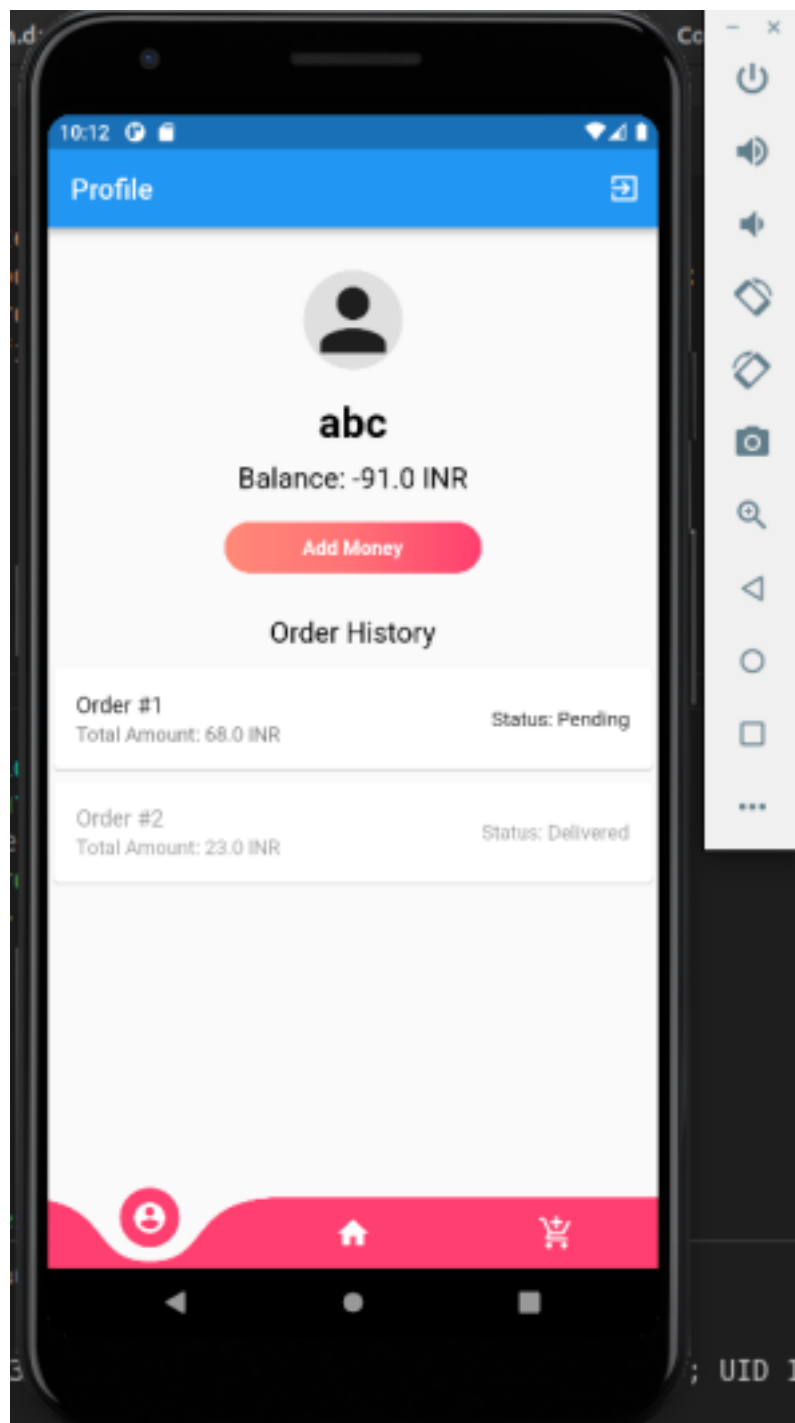 10:12
Profile
abc
Balance: -91.0 INR
Add Money
Order History
Order #1
Total Amount: 68.0 INR
Status: Pending
Order #2
Total Amount: 23.0 INR
Status: Delivered
; UID 1